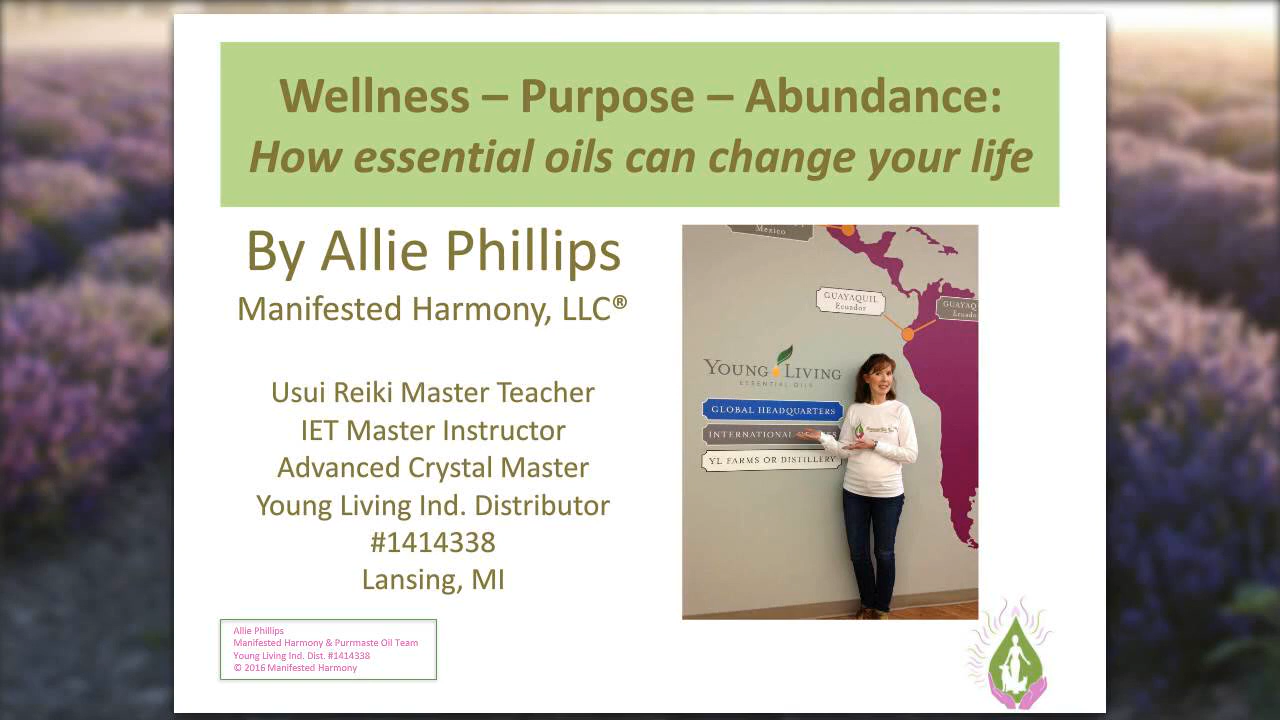 Wellness – Purpose – Abundance:
How essential oils can change your life
By Allie Phillips
Manifested Harmony, LLC®
Usui Reiki Master Teacher
IET Master Instructor
Advanced Crystal Master
Young Living Ind. Distributor
#1414338
Lansing, MI
Mexico
GUAYAQUIL
Ecuador
YOUNG LIVING
ESSENTIAL OILS
GLOBAL HEADQUARTERS
INTERNATIONAL
YL FARMS OR DISTILLERY
Allie Phillips
Manifested Harmony & Purrmaste Oil Team
Young Living Ind. Dist. #1414338
© 2016 Manifested Harmony